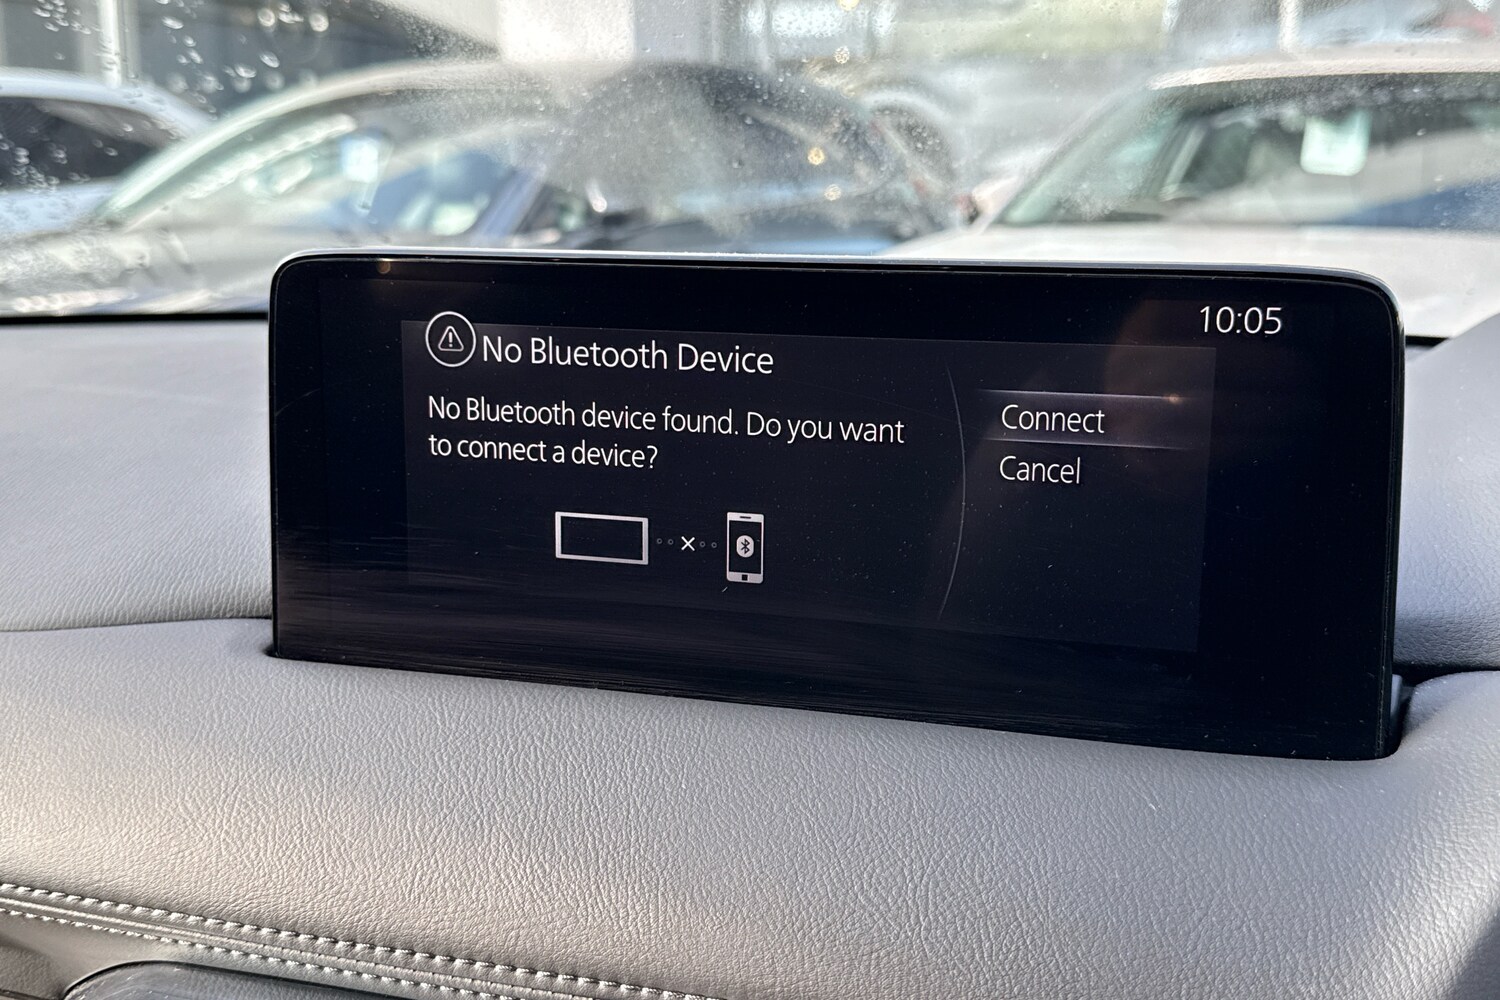 10:05
No Bluetooth Device
No Bluetooth device found. Do you want
to connect a device?
Connect
Cancel